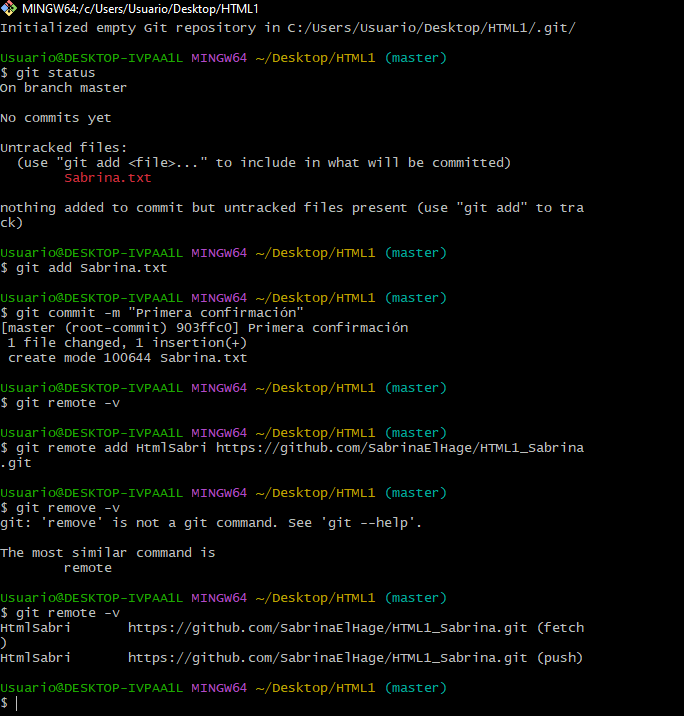 MINGW64:/c/Users/Usuario/Desktop/HTML1
Initialized empty Git repository in C:/Users/Usuario/Desktop/HTML1/.git/
Usuario@DESKTOP-IVPAA1L MINGW64 ~/Desktop/HTML1 (master)
$ git status
On branch master
No commits yet
Untracked files:
  (use "git add <file>..." to include in what will be committed)
        Sabrina.txt
nothing added to commit but untracked files present (use "git add" to tra
ck)
Usuario@DESKTOP-IVPAA1L MINGW64 ~/Desktop/HTML1 (master)
$ git add Sabrina.txt
Usuario@DESKTOP-IVPAA1L MINGW64 ~/Desktop/HTML1 (master)
$ git commit -m "Primera confirmación"
[master (root-commit) 903ffc0] Primera confirmación
 1 file changed, 1 insertion(+)
 create mode 100644 Sabrina.txt
Usuario@DESKTOP-IVPAA1L MINGW64 ~/Desktop/HTML1 (master)
$ git remote -v
Usuario@DESKTOP-IVPAA1L MINGW64 ~/Desktop/HTML1 (master)
$ git remote add HtmlSabri https://github.com/SabrinaElHage/HTML1_Sabrina
.git
Usuario@DESKTOP-IVPAA1L MINGW64 ~/Desktop/HTML1 (master)
$ git remove -v
git: 'remove' is not a git command. See 'git --help'.
The most similar command is
        remote
Usuario@DESKTOP-IVPAA1L MINGW64 ~/Desktop/HTML1 (master)
$ git remote -v
HtmlSabri       https://github.com/SabrinaElHage/HTML1_Sabrina.git (fetch
)
HtmlSabri       https://github.com/SabrinaElHage/HTML1_Sabrina.git (push)
Usuario@DESKTOP-IVPAA1L MINGW64 ~/Desktop/HTML1 (master)
$